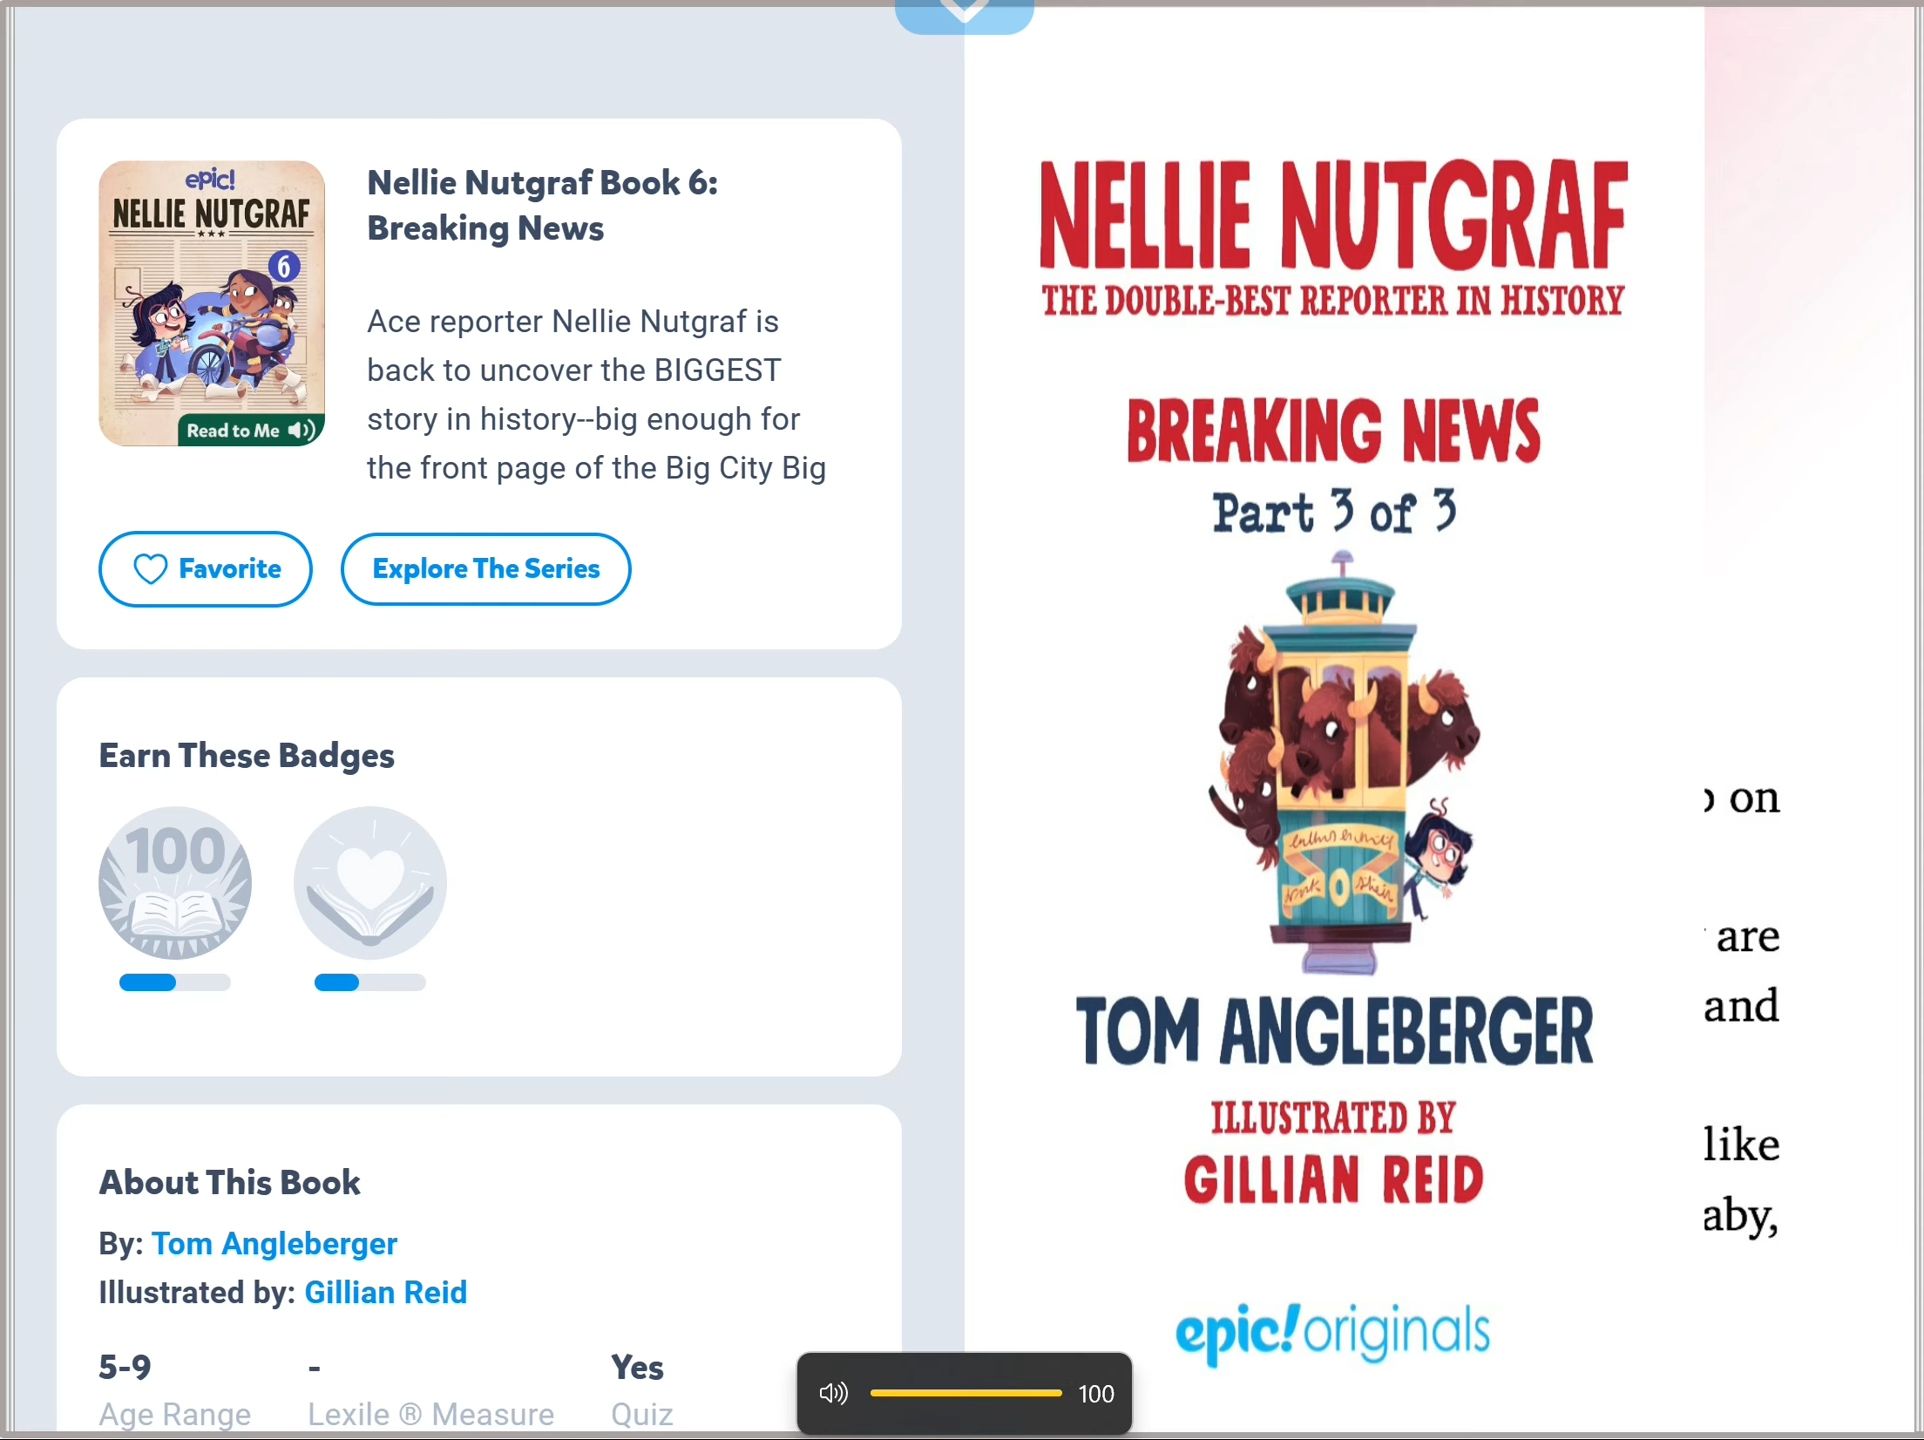 epic!
NELLIE NUTGRAF
6
Read to Me
Nellie Nutgraf Book 6:
Breaking News
Ace reporter Nellie Nutgraf is
back to uncover the BIGGEST
story in history--big enough for
the front page of the Big City Big
Favorite
Explore The Series
Earn These Badges
100
About This Book
By: Tom Angleberger
Illustrated by: Gillian Reid
5-9
Age Range
-
Lexile ® Measure
Yes
Quiz
NELLIE NUTGRAF
THE DOUBLE-BEST REPORTER IN HISTORY
BREAKING NEWS
Part 3 of 3
TOM ANGLEBERGER
ILLUSTRATED BY
GILLIAN REID
epic! originals
on
are
and
like
aby,
100